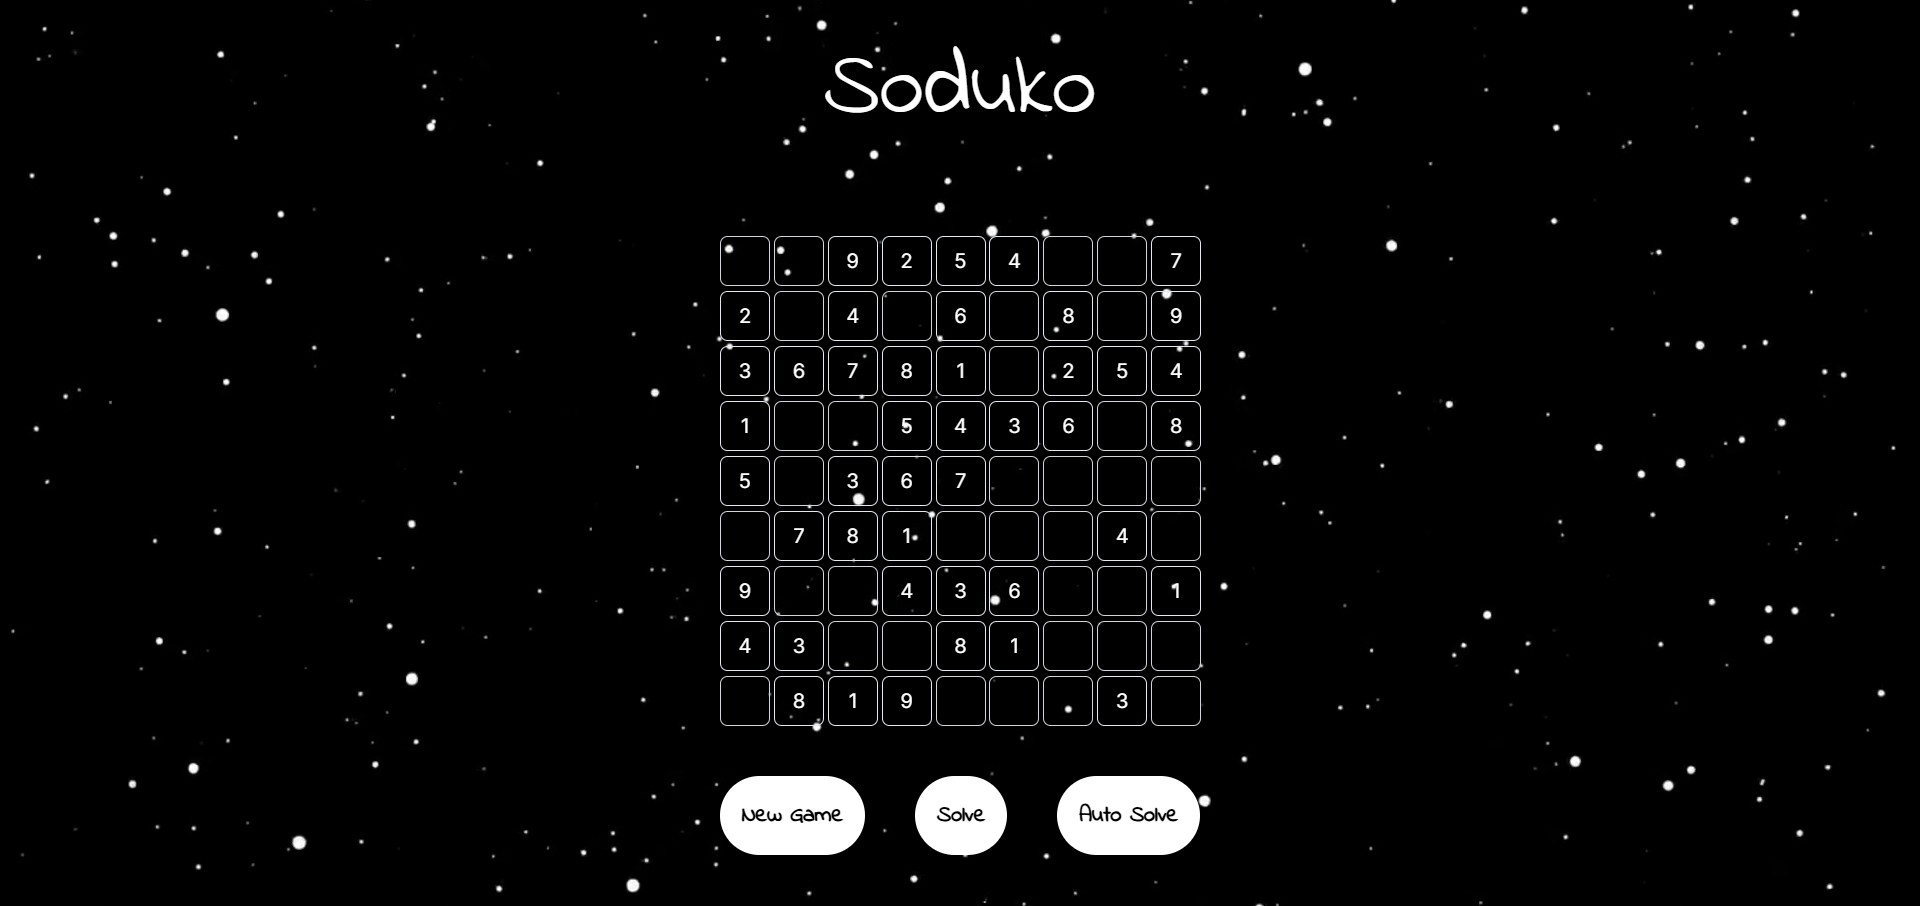 Soduko
9 2 5 4 7
2 4 6 8 9
3 6 7 8 1 2 5 4
1 5 4 3 6 8
5 3 6 7
7 8 1 4
9 4 3 6 1
4 3 8 1
8 1 9 3
New Game Solve Auto Solve